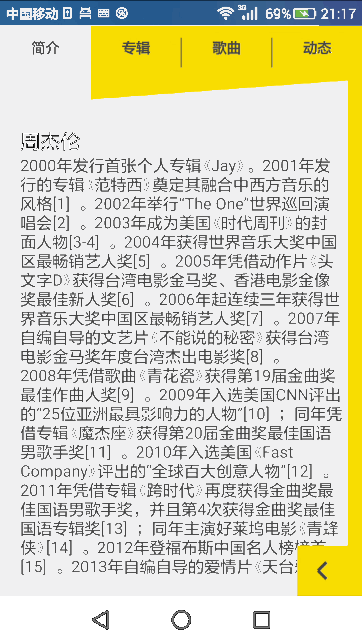 中国移动 3G 69% 21:17
简介 专辑 歌曲 动态
周杰伦
2000年发行首张个人专辑《Jay》。2001年发
行的专辑《范特西》奠定其融合中西方音乐的
风格[1] 。2002年举行“The One”世界巡回演
唱会[2] 。2003年成为美国《时代周刊》的封
面人物[3-4] 。2004年获得世界音乐大奖中国
区最畅销艺人奖[5] 。2005年凭借动作片《头
文字D》获得台湾电影金马奖、香港电影金像
奖最佳新人奖[6] 。2006年起连续三年获得世
界音乐大奖中国区最畅销艺人奖[7] 。2007年
自编自导的文艺片《不能说的秘密》获得台湾
电影金马奖年度台湾杰出电影奖[8] 。
2008年凭借歌曲《青花瓷》获得第19届金曲奖
最佳作曲人奖[9] 。2009年入选美国CNN评出
的“25位亚洲最具影响力的人物”[10] ；同年凭
借专辑《魔杰座》获得第20届金曲奖最佳国语
男歌手奖[11] 。2010年入选美国《Fast
Company》评出的“全球百大创意人物”[12] 。
2011年凭借专辑《跨时代》再度获得金曲奖最
佳国语男歌手奖，并且第4次获得金曲奖最佳
国语专辑奖[13] ；同年主演好莱坞电影《青蜂
侠》[14] 。2012年登福布斯中国名人榜榜首
[15] 。2013年自编自导的爱情片《天台